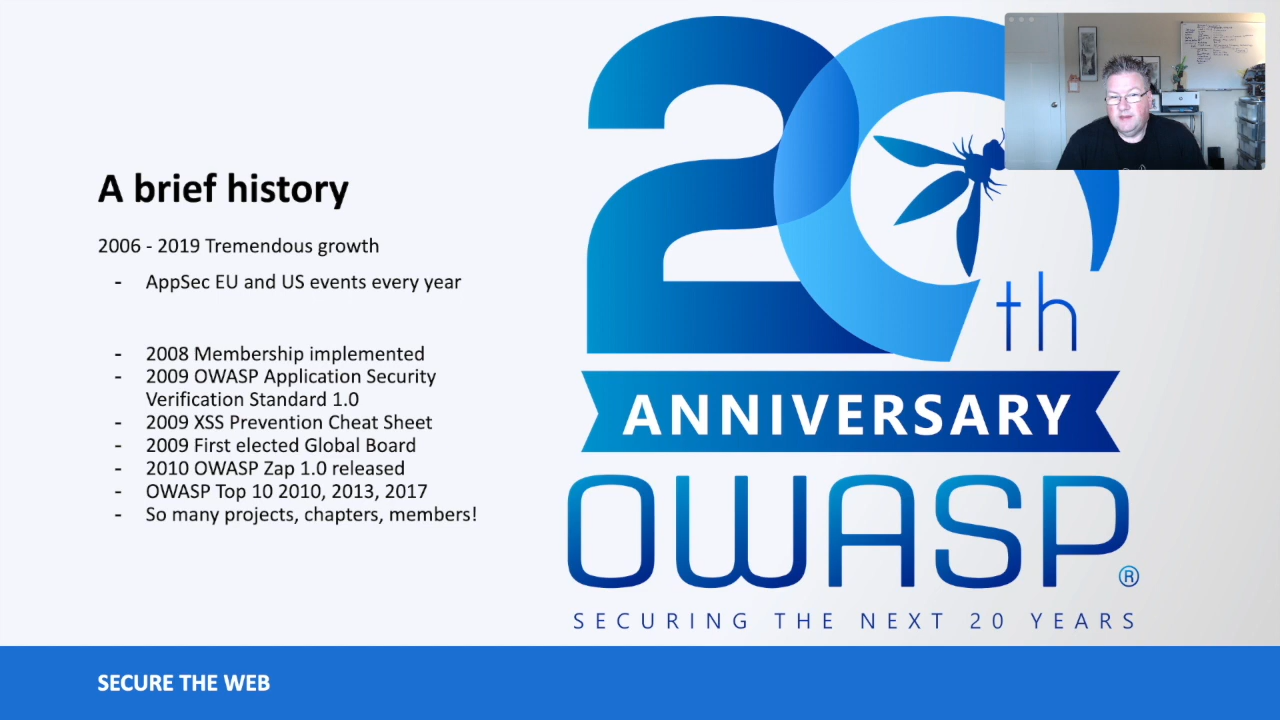 A brief history
2006 - 2019 Tremendous growth
- AppSec EU and US events every year
- 2008 Membership implemented
- 2009 OWASP Application Security
Verification Standard 1.0
- 2009 XSS Prevention Cheat Sheet
- 2009 First elected Global Board
- 2010 OWASP Zap 1.0 released
- OWASP Top 10 2010, 2013, 2017
- So many projects, chapters, members!
20th
ANNIVERSARY
OWASP®
SECURING THE NEXT 20 YEARS
SECURE THE WEB